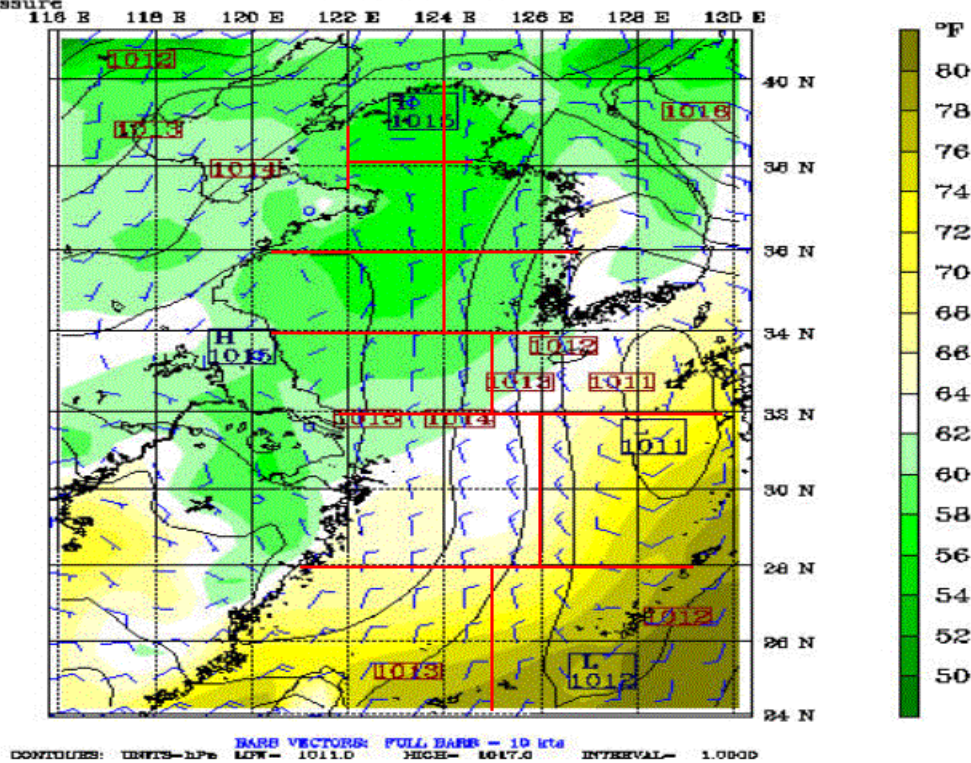 ssure
116 E 118 E 120 E 122 E 124 E 126 E 128 E 130 E
°F
1012
40 N
80
H
1015
1016
78
1013
38 N
76
1014
74
36 N
72
70
34 N
68
H
1015
1012
66
1013
1011
64
32 N
1015
1014
62
L
1011
60
30 N
58
56
28 N
54
1012
52
26 N
1013
L
1012
50
24 N
BARB VECTORS: FULL BARB = 10 kts
CONTOURS: UNITS=hPa LOW= 1011.0 HIGH= 1017.0 INTERVAL= 1.0000